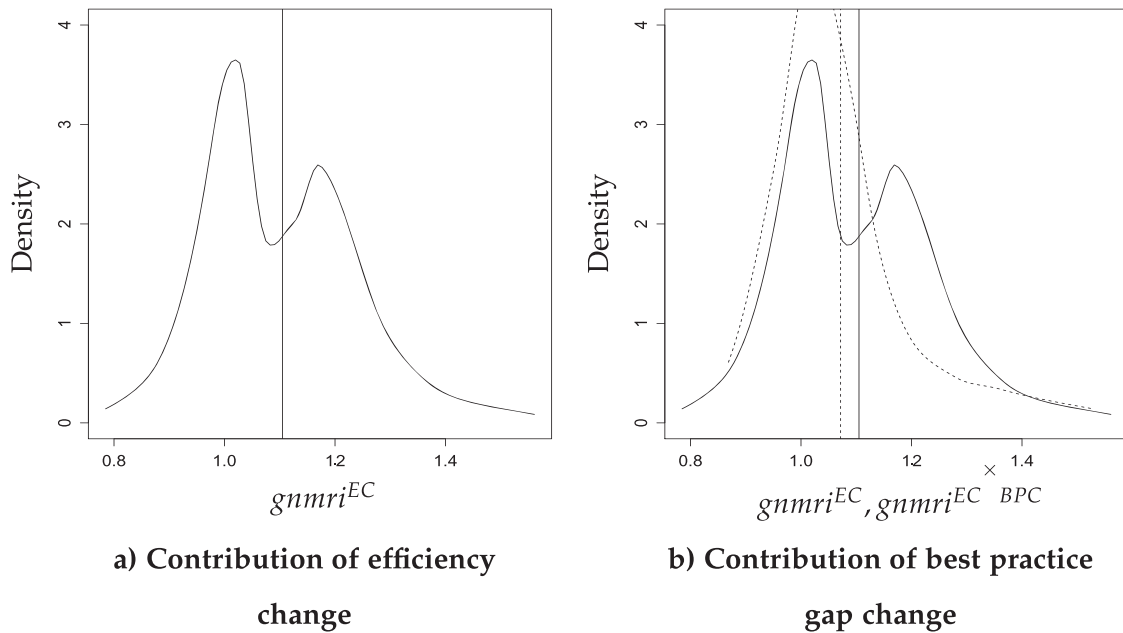 4
3
2
1
0
Density
0.8 1.0 1.2 1.4
gnmri^EC
a) Contribution of efficiency
change
4
3
2
1
0
Density
0.8 1.0 1.2 1.4
×
gnmri^EC, gnmri^EC BPC
b) Contribution of best practice
gap change